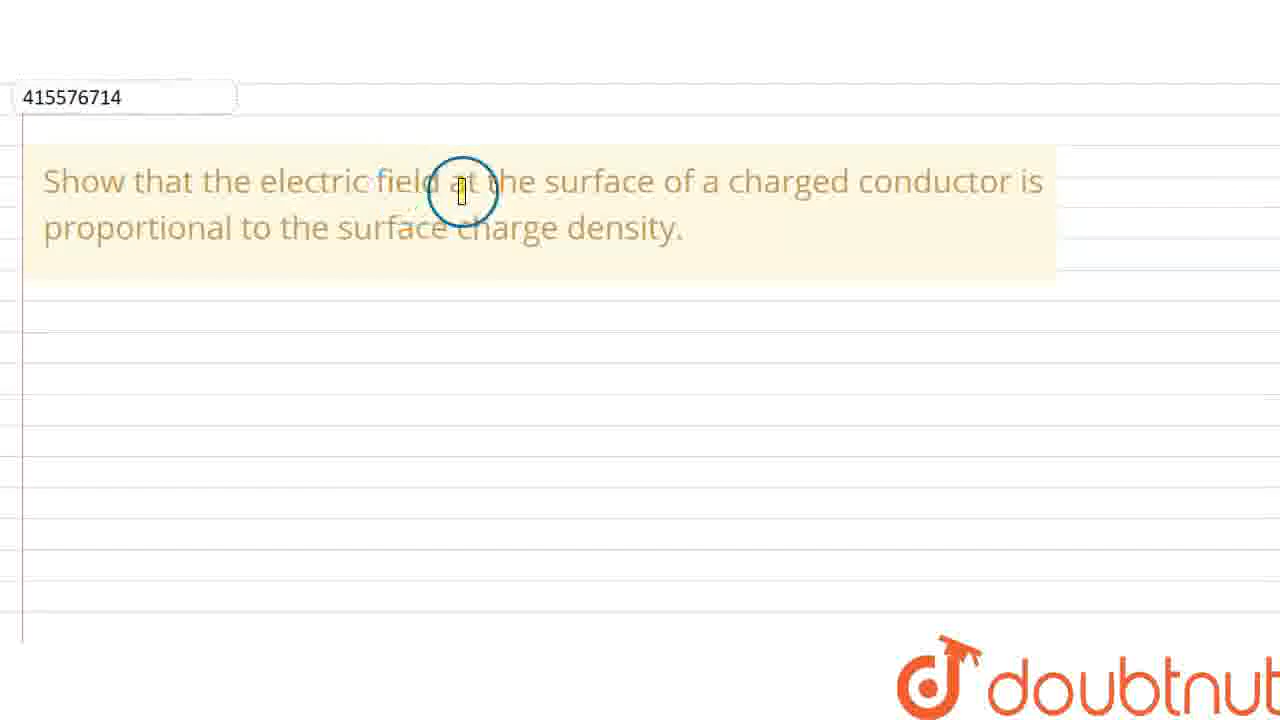 415576714
Show that the electric field at the surface of a charged conductor is
proportional to the surface charge density.
doubtnut